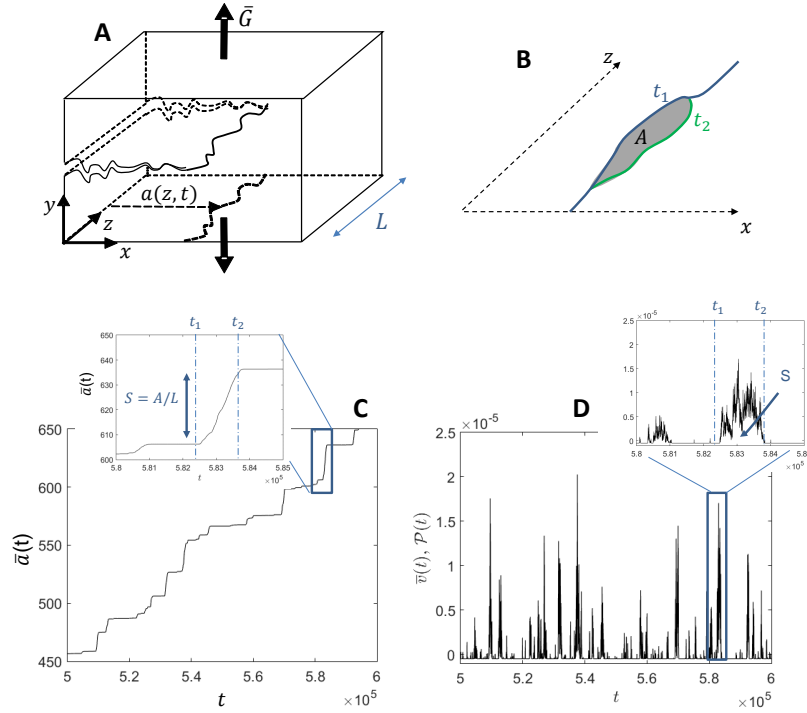 A
Ḡ
a(z, t)
y
z
x
L
B
z
t₁
t₂
A
x
C
t₁ t₂
650
640
630
620
610
600
ā(t)
S = A/L
5.8 5.81 5.82 5.83 5.84 5.85
t
×10⁵
650
600
550
500
450
ā(t)
5 5.2 5.4 5.6 5.8 6
t
×10⁵
D
t₁ t₂
2.5 ×10⁻⁵
2
1.5
1
0.5
0
S
5.8 5.81 5.82 5.83 5.84 5.8
×10⁵
2.5 ×10⁻⁵
2
1.5
1
0.5
0
v̄(t), 𝒫(t)
5 5.2 5.4 5.6 5.8 6
t
×10⁵